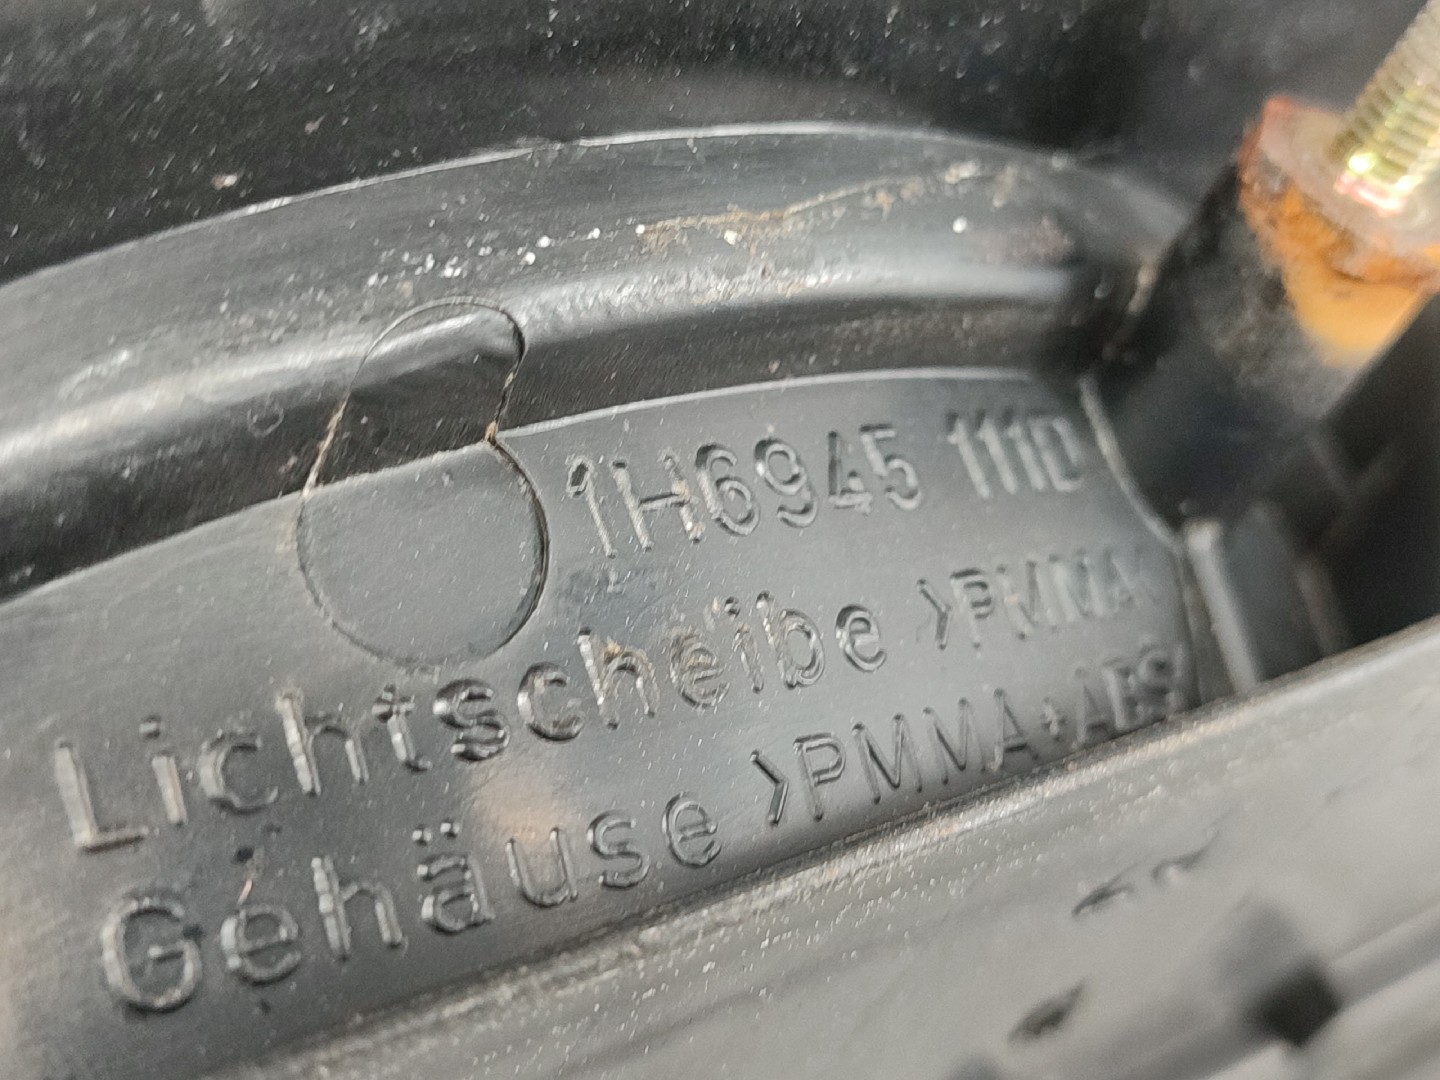 1H6945 111D
Lichtscheibe >PMMA<
Gehäuse >PMMA+ABS<